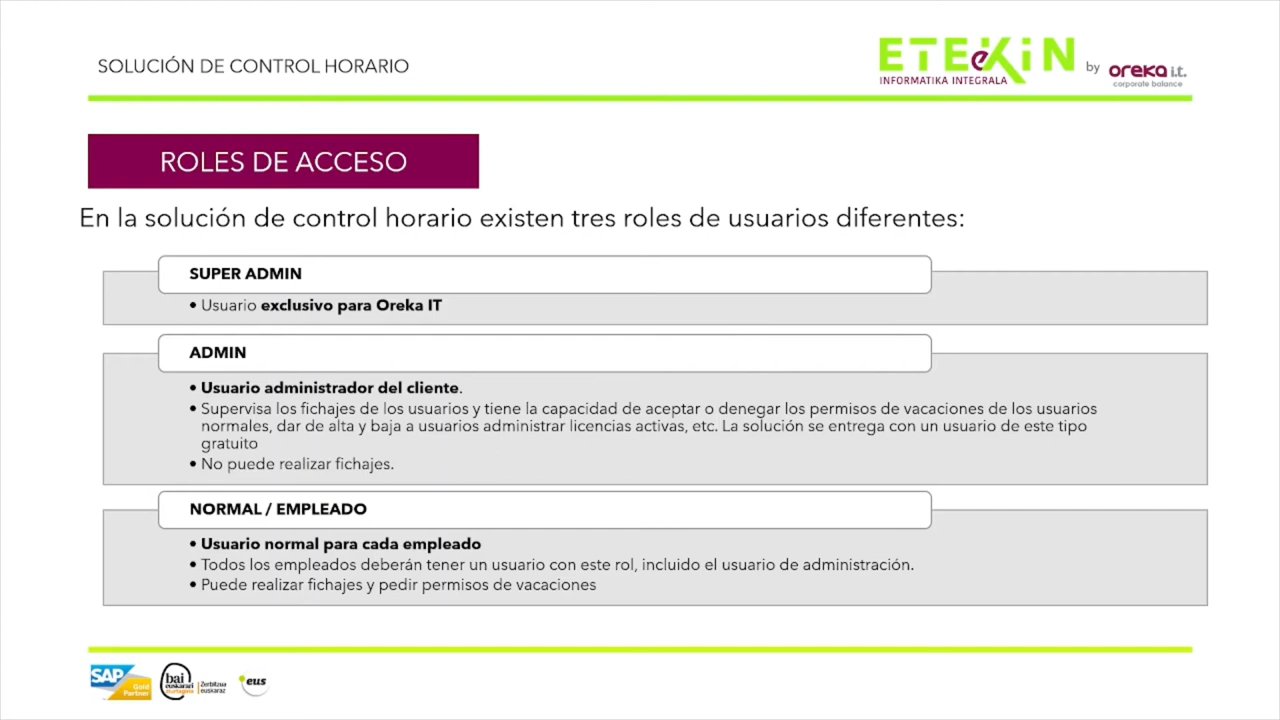 SOLUCIÓN DE CONTROL HORARIO
ETEKiN
e
INFORMATIKA INTEGRALA
by oreka i.t.
corporate balance
ROLES DE ACCESO
En la solución de control horario existen tres roles de usuarios diferentes:
SUPER ADMIN
• Usuario exclusivo para Oreka IT
ADMIN
• Usuario administrador del cliente.
• Supervisa los fichajes de los usuarios y tiene la capacidad de aceptar o denegar los permisos de vacaciones de los usuarios
normales, dar de alta y baja a usuarios administrar licencias activas, etc. La solución se entrega con un usuario de este tipo
gratuito
• No puede realizar fichajes.
NORMAL / EMPLEADO
• Usuario normal para cada empleado
• Todos los empleados deberán tener un usuario con este rol, incluido el usuario de administración.
• Puede realizar fichajes y pedir permisos de vacaciones
SAP
Gold
Partner
bai
euskarari
ziurtagiria
Zerbitzua
euskaraz
.eus